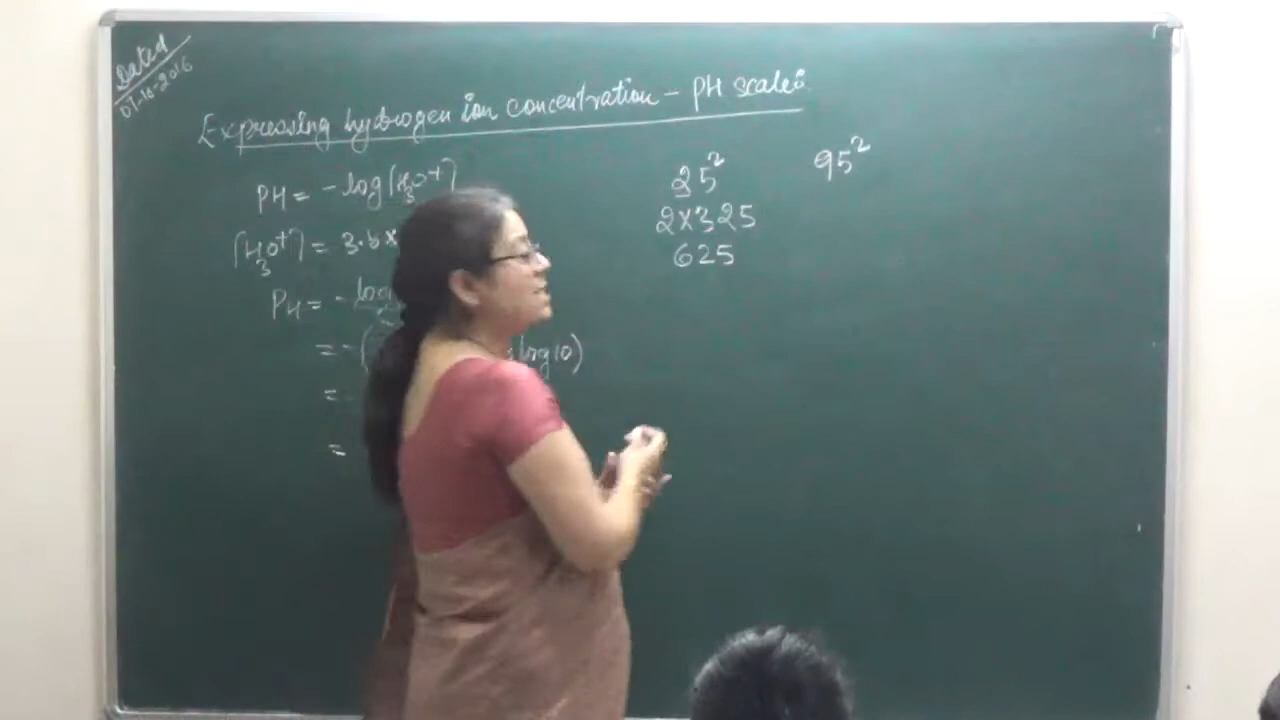 Dated
07-10-2016
Expressing hydrogen ion concentration - PH scale:
PH = -log[H3O+]
[H3O+] = 3.6×
PH = -log
= -( log10)
=
=
25²
2×325
625
95²